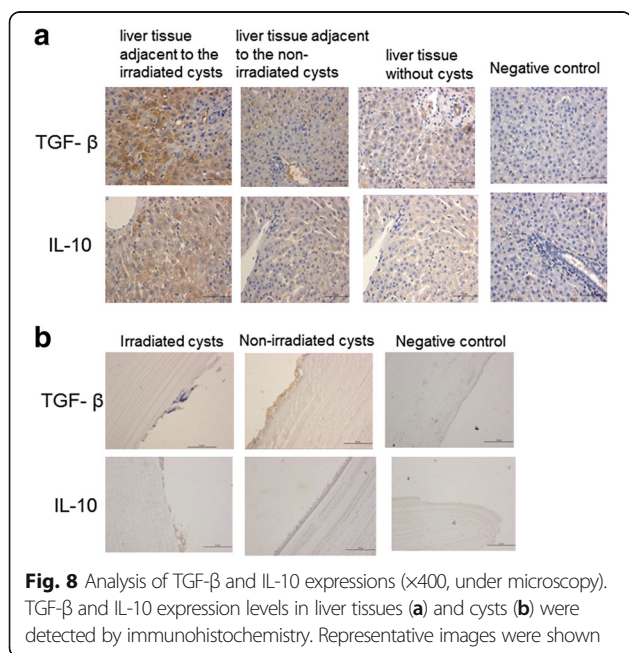 a
liver tissue adjacent to the irradiated cysts
liver tissue adjacent to the non-irradiated cysts
liver tissue without cysts
Negative control
TGF- β
IL-10
b
Irradiated cysts
Non-irradiated cysts
Negative control
TGF- β
IL-10
Fig. 8 Analysis of TGF-β and IL-10 expressions (×400, under microscopy).
TGF-β and IL-10 expression levels in liver tissues (a) and cysts (b) were
detected by immunohistochemistry. Representative images were shown